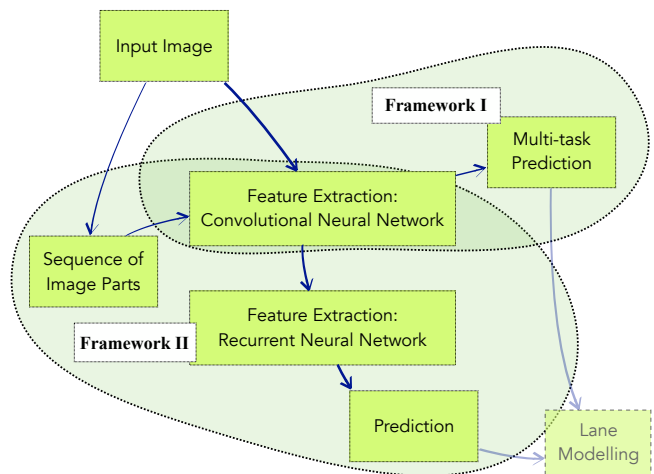 Input Image
Framework I
Multi-task
Prediction
Feature Extraction:
Convolutional Neural Network
Sequence of
Image Parts
Feature Extraction:
Recurrent Neural Network
Framework II
Prediction
Lane
Modelling